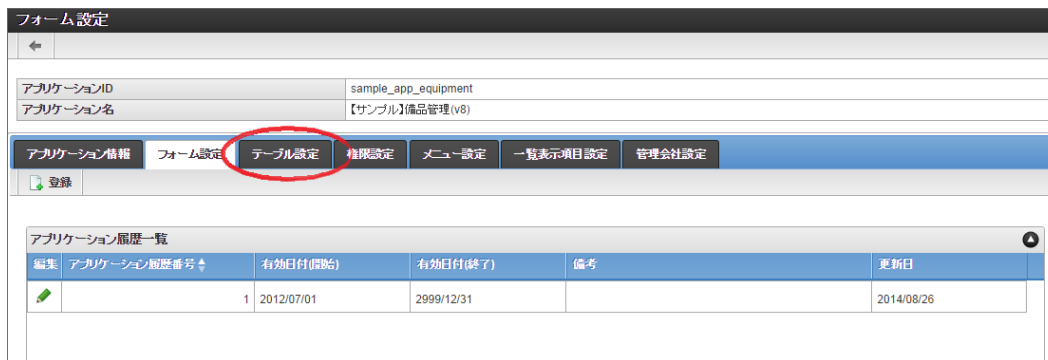 フォーム設定
アプリケーションID sample_app_equipment
アプリケーション名 【サンプル】備品管理(v8)
アプリケーション情報 フォーム設定 テーブル設定 権限設定 メニュー設定 一覧表示項目設定 管理会社設定
登録
アプリケーション履歴一覧
編集 アプリケーション履歴番号 有効日付(開始) 有効日付(終了) 備考 更新日
1 2012/07/01 2999/12/31 2014/08/26